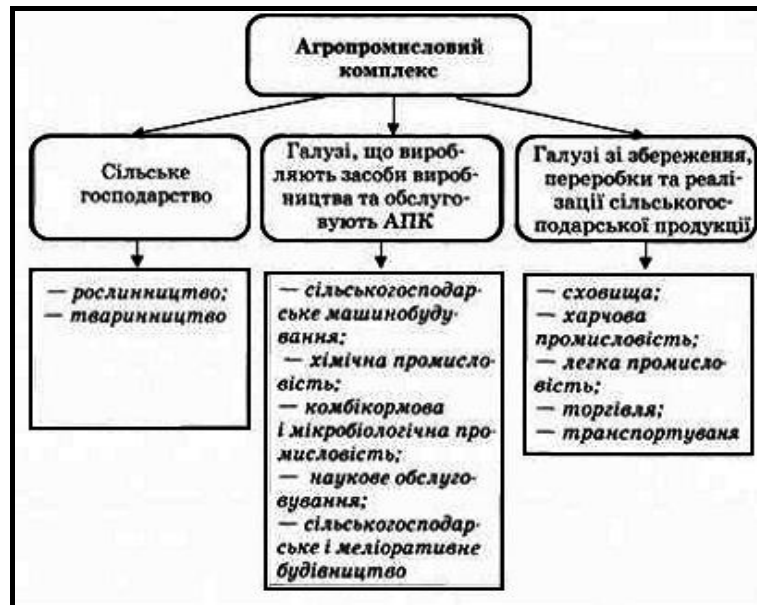 Агропромисловий
комплекс
Сільське
господарство
Галузі, що вироб-
ляють засоби вироб-
ництва та обслуго-
вують АПК
Галузі зі збереження,
переробки та реалі-
зації сільськогос-
подарської продукції
— рослинництво;
— тваринництво
— сільськогосподар-
ське машинобуду-
вання;
— хімічна промисло-
вість;
— комбікормова
і мікробіологічна про-
мисловість;
— наукове обслуго-
вування;
— сільськогосподар-
ське і меліоративне
будівництво
— сховища;
— харчова
промисловість;
— легка промисло-
вість;
— торгівля;
— транспортуваня